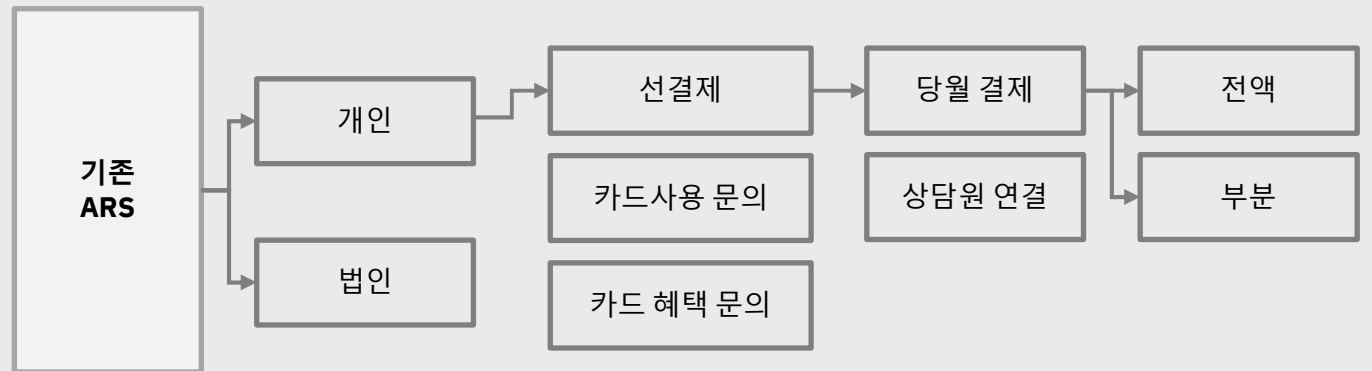 기존
ARS
개인
법인
선결제
카드사용 문의
카드 혜택 문의
당월 결제
상담원 연결
전액
부분